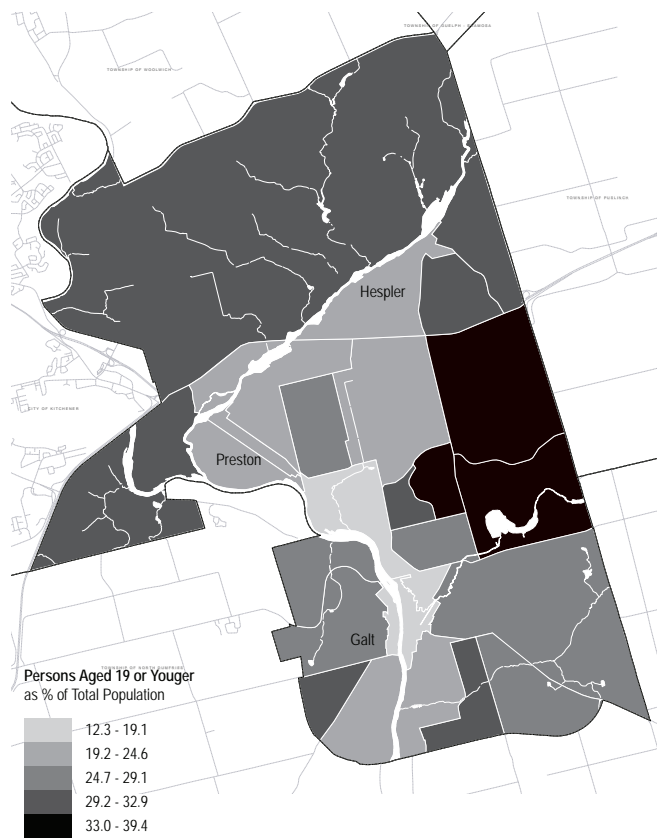 TOWNSHIP OF GUELPH - ERAMOSA
TOWNSHIP OF WOOLWICH
TOWNSHIP OF PUSLINCH
Hespler
CITY OF KITCHENER
Preston
Galt
TOWNSHIP OF NORTH DUMFRIES
Persons Aged 19 or Youger
as % of Total Population
12.3 - 19.1
19.2 - 24.6
24.7 - 29.1
29.2 - 32.9
33.0 - 39.4